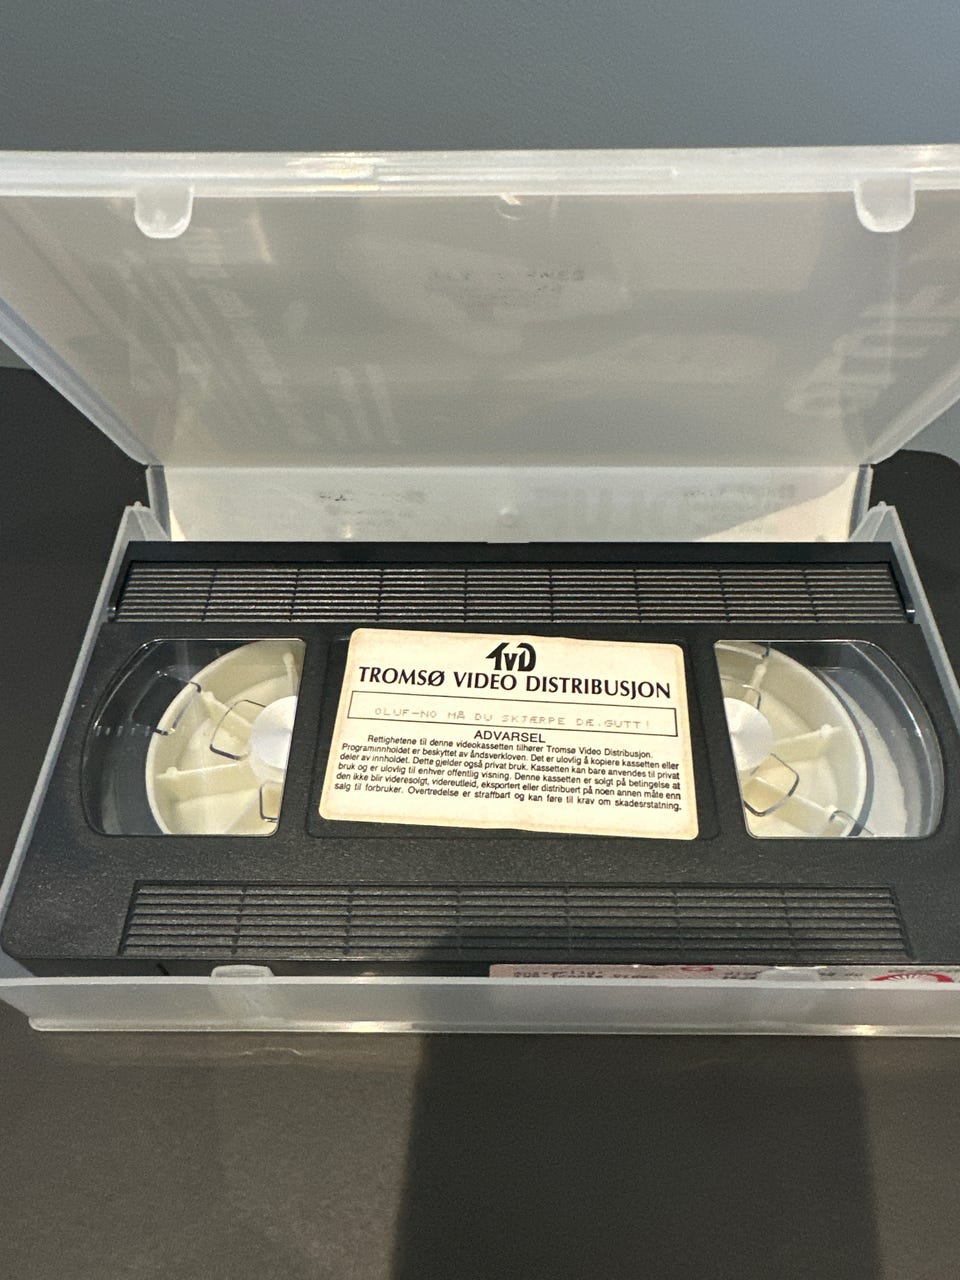 TVD
TROMSØ VIDEO DISTRIBUSJON
OLUF-NO MÅ DU SKJÆRPE DÆ,GUTT!
ADVARSEL
Rettighetene til denne videokassetten tilhører Tromsø Video Distribusjon.
Programinnholdet er beskyttet av åndsverkloven. Det er ulovlig å kopiere kassetten eller
deler av innholdet. Dette gjelder også privat bruk. Kassetten kan bare anvendes til privat
bruk og er ulovlig til enhver offentlig visning. Denne kassetten er solgt på betingelse at
den ikke blir videresolgt, videreutleid, eksportert eller distribuert på noen annen måte enn
salg til forbruker. Overtredelse er straffbart og kan føre til krav om skadesrstatning.